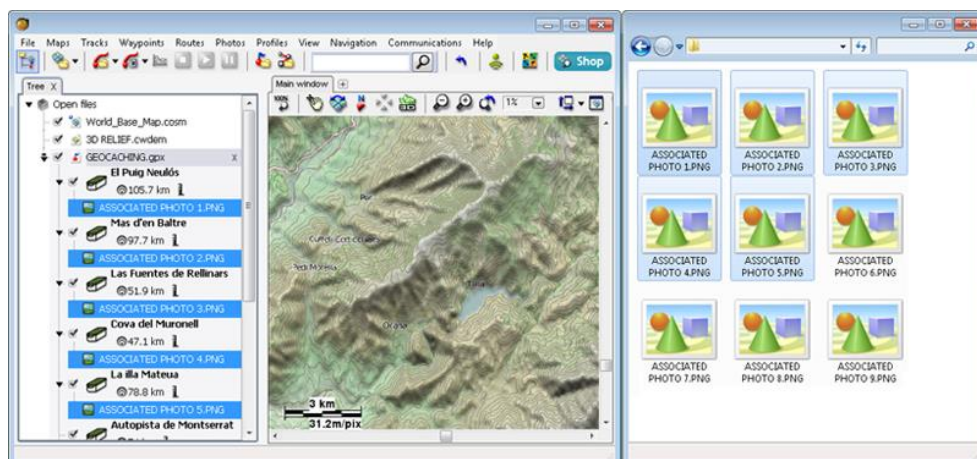 File Maps Tracks Waypoints Routes Photos Profiles View Navigation Communications Help
Shop
Tree X
Open files
World_Base_Map.cosm
3D RELIEF.cwdem
GEOCACHING.gpx X
El Puig Neulós
105.7 km
ASSOCIATED PHOTO 1.PNG
Mas d'en Baltre
97.7 km
ASSOCIATED PHOTO 2.PNG
Las Fuentes de Rellinars
51.9 km
ASSOCIATED PHOTO 3.PNG
Cova del Muronell
47.1 km
ASSOCIATED PHOTO 4.PNG
La illa Mateua
78.8 km
ASSOCIATED PHOTO 5.PNG
Autopista de Montserrat
Main window
100%
3D
1%
3 km
31.2m/pix
ASSOCIATED
PHOTO 1.PNG
ASSOCIATED
PHOTO 2.PNG
ASSOCIATED
PHOTO 3.PNG
ASSOCIATED
PHOTO 4.PNG
ASSOCIATED
PHOTO 5.PNG
ASSOCIATED
PHOTO 6.PNG
ASSOCIATED
PHOTO 7.PNG
ASSOCIATED
PHOTO 8.PNG
ASSOCIATED
PHOTO 9.PNG